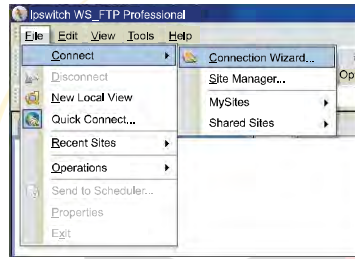 Ipswitch WS_FTP Professional
File Edit View Tools Help
Connect
Disconnect
New Local View
Quick Connect...
Recent Sites
Operations
Send to Scheduler...
Properties
Exit
Connection Wizard...
Site Manager...
MySites
Shared Sites
Op